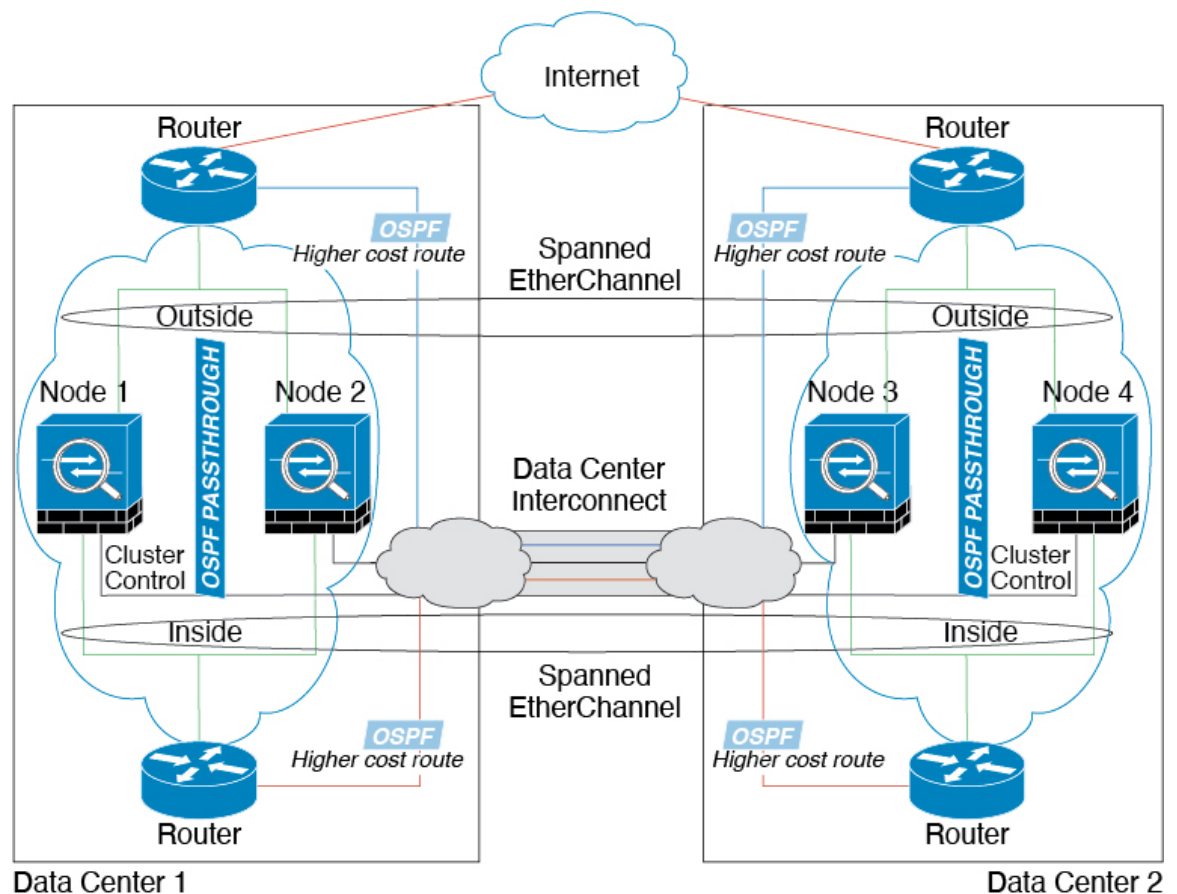 Internet
Router
Router
OSPF
Higher cost route
OSPF
Higher cost route
Spanned
EtherChannel
Outside
Outside
Node 1
Node 2
Node 3
Node 4
OSPF PASSTHROUGH
OSPF PASSTHROUGH
Data Center
Interconnect
Cluster
Control
Cluster
Control
Inside
Inside
Spanned
EtherChannel
OSPF
Higher cost route
OSPF
Higher cost route
Router
Router
Data Center 1
Data Center 2